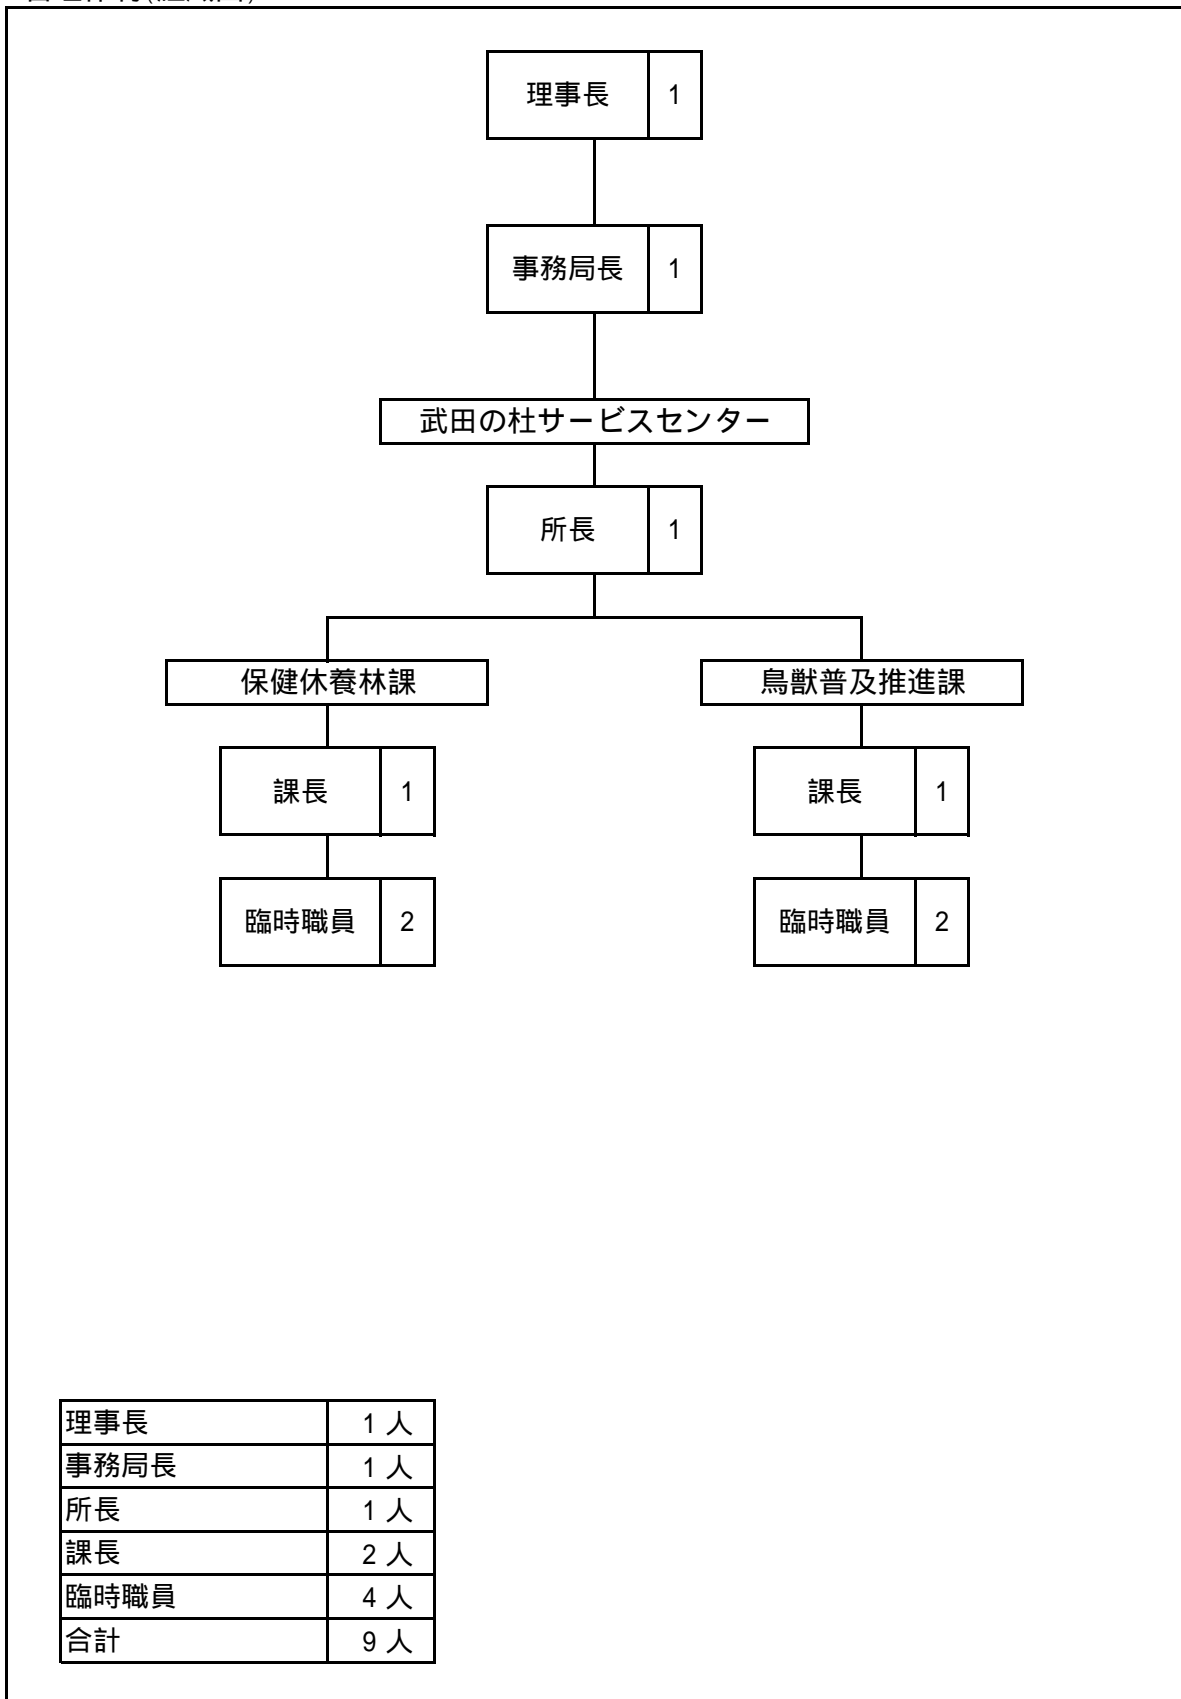 理事長 1
事務局長 1
武田の杜サービスセンター
所長 1
保健休養林課 鳥獣普及推進課
課長 1 課長 1
臨時職員 2 臨時職員 2
理事長 1 人
事務局長 1 人
所長 1 人
課長 2 人
臨時職員 4 人
合計 9 人